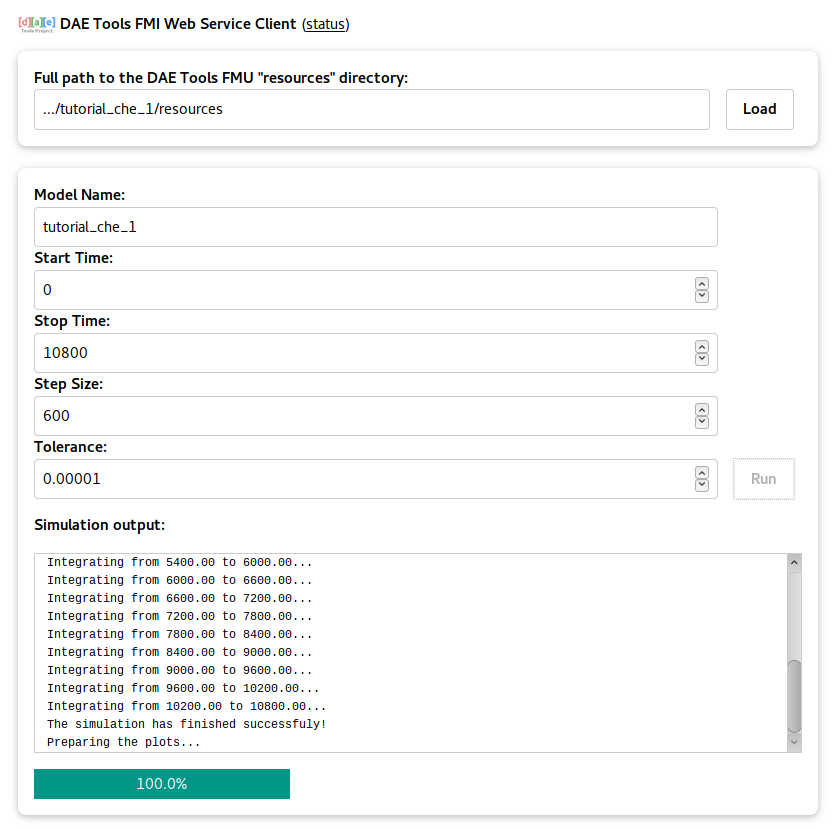 [d][a][e] DAE Tools FMI Web Service Client (status)
Tools Project
Full path to the DAE Tools FMU "resources" directory:
.../tutorial_che_1/resources
Load
Model Name:
tutorial_che_1
Start Time:
0
Stop Time:
10800
Step Size:
600
Tolerance:
0.00001
Run
Simulation output:
Integrating from 5400.00 to 6000.00...
Integrating from 6000.00 to 6600.00...
Integrating from 6600.00 to 7200.00...
Integrating from 7200.00 to 7800.00...
Integrating from 7800.00 to 8400.00...
Integrating from 8400.00 to 9000.00...
Integrating from 9000.00 to 9600.00...
Integrating from 9600.00 to 10200.00...
Integrating from 10200.00 to 10800.00...
The simulation has finished successfuly!
Preparing the plots...
100.0%